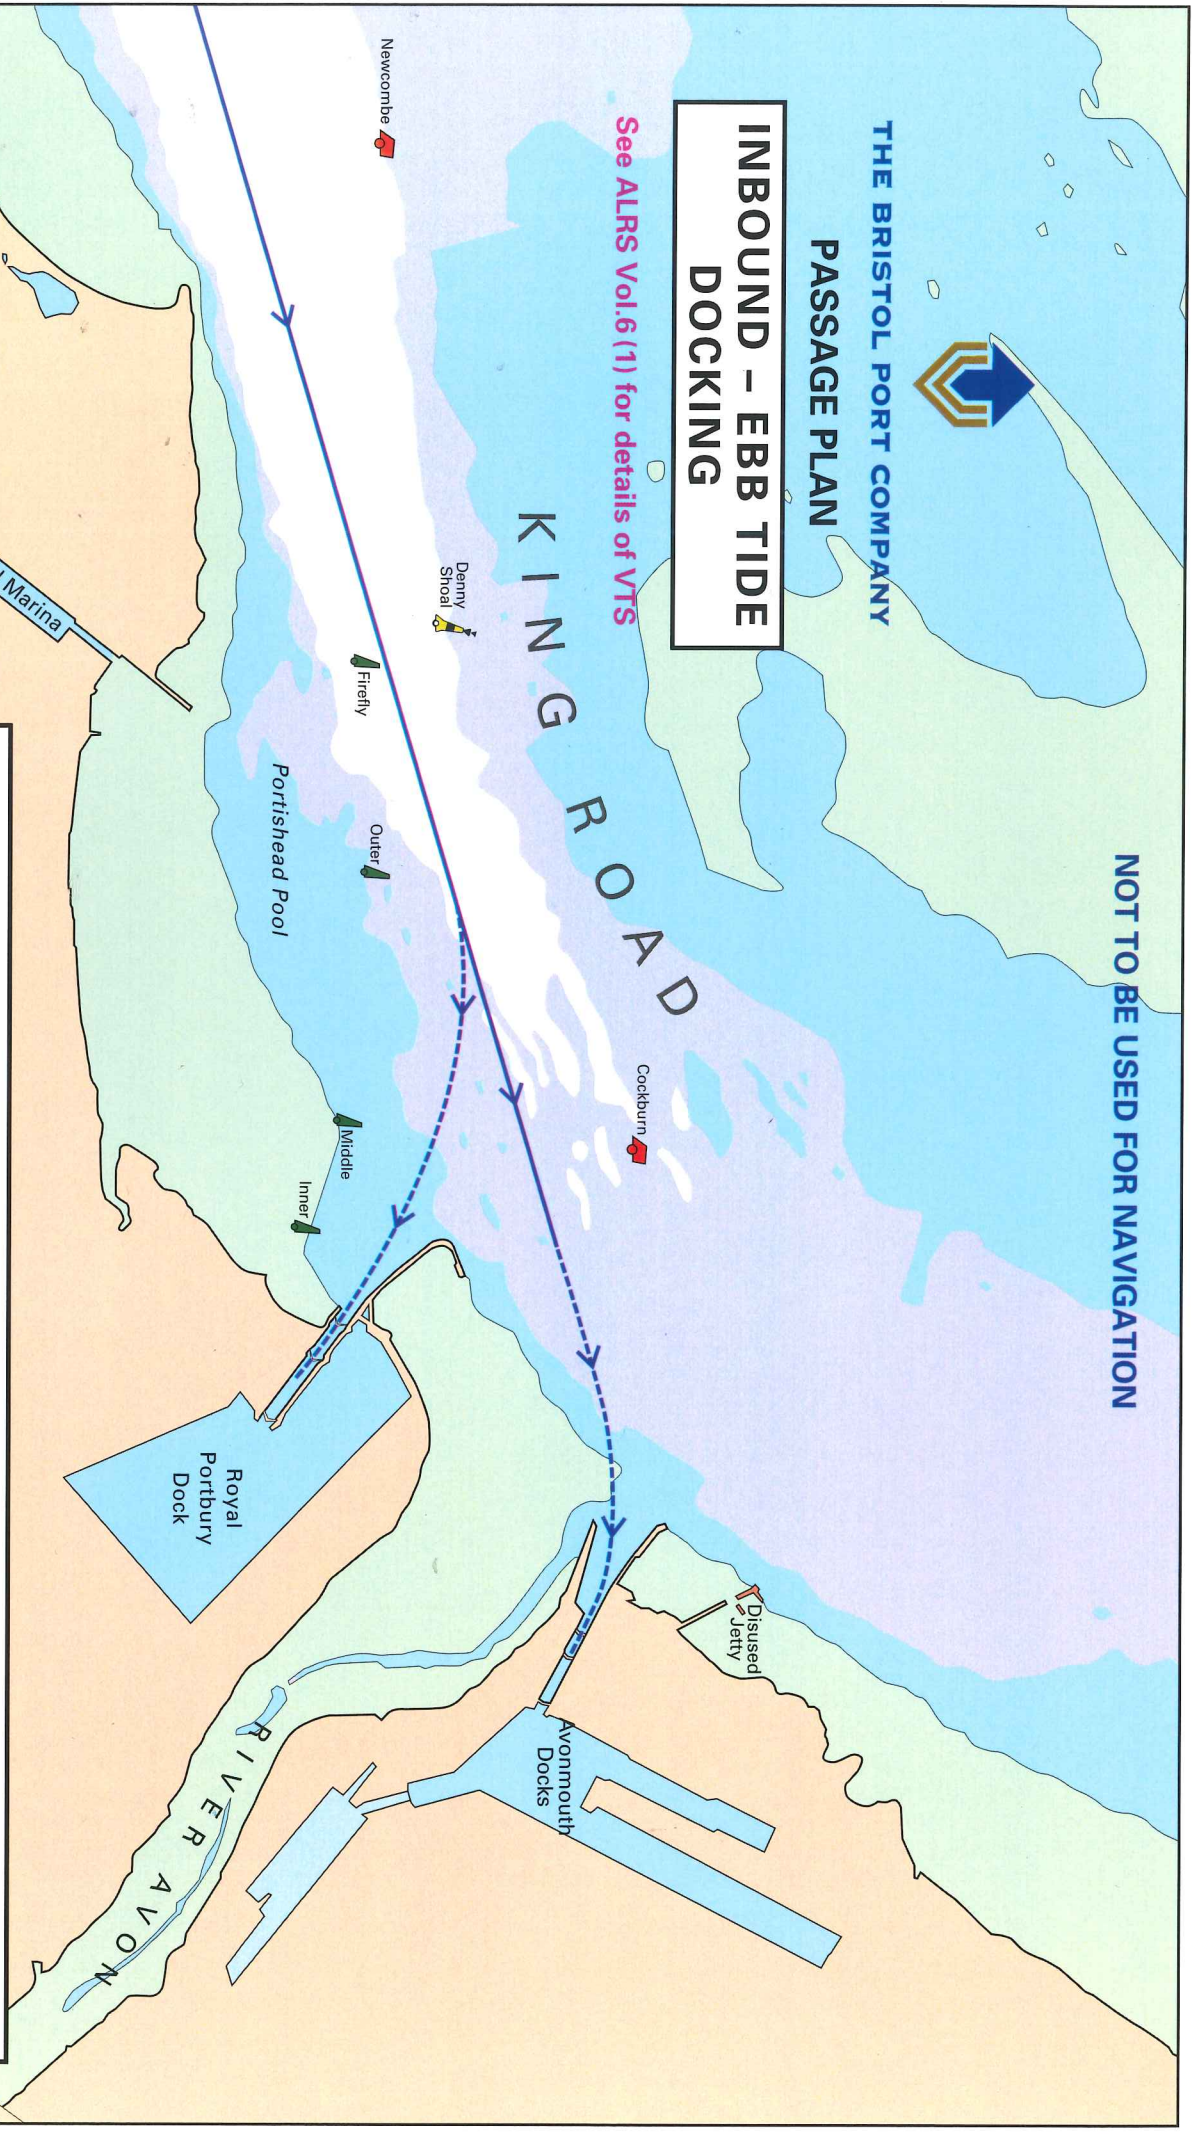 THE BRISTOL PORT COMPANY
PASSAGE PLAN
INBOUND – EBB TIDE
DOCKING
See ALRS Vol.6 (1) for details of VTS
NOT TO BE USED FOR NAVIGATION
KING ROAD
Newcombe
Denny
Shoal
Firefly
Outer
Cockburn
Portishead Pool
Middle
Inner
Marina
Royal
Portbury
Dock
Disused
Jetty
Avonmouth
Docks
RIVER AVON